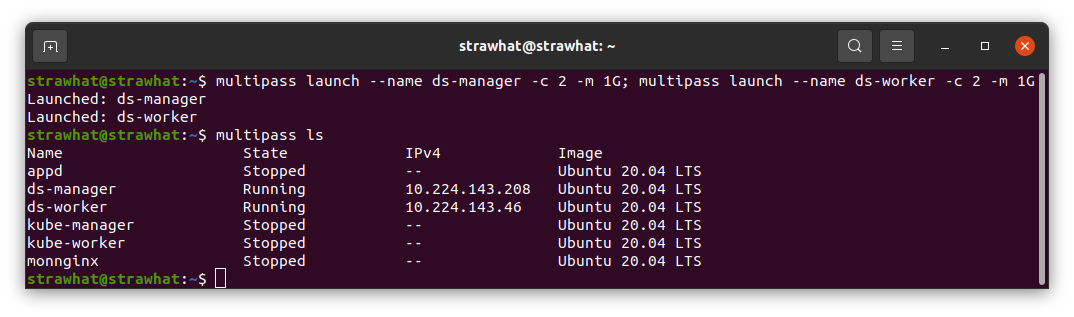 strawhat@strawhat: ~
strawhat@strawhat:~$ multipass launch --name ds-manager -c 2 -m 1G; multipass launch --name ds-worker -c 2 -m 1G
Launched: ds-manager
Launched: ds-worker
strawhat@strawhat:~$ multipass ls
Name                    State             IPv4             Image
appd                    Stopped           --               Ubuntu 20.04 LTS
ds-manager              Running           10.224.143.208   Ubuntu 20.04 LTS
ds-worker               Running           10.224.143.46    Ubuntu 20.04 LTS
kube-manager            Stopped           --               Ubuntu 20.04 LTS
kube-worker             Stopped           --               Ubuntu 20.04 LTS
monnginx                Stopped           --               Ubuntu 20.04 LTS
strawhat@strawhat:~$